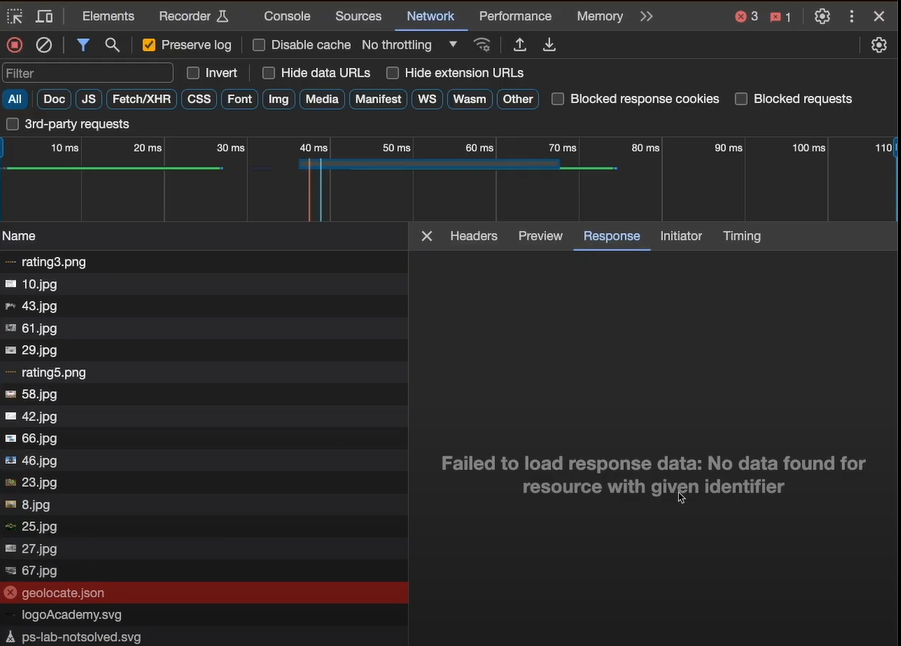 Elements Recorder Console Sources Network Performance Memory 3 1
Preserve log Disable cache No throttling
Filter Invert Hide data URLs Hide extension URLs
All Doc JS Fetch/XHR CSS Font Img Media Manifest WS Wasm Other Blocked response cookies Blocked requests
3rd-party requests
10 ms 20 ms 30 ms 40 ms 50 ms 60 ms 70 ms 80 ms 90 ms 100 ms 110
Name Headers Preview Response Initiator Timing
rating3.png
10.jpg
43.jpg
61.jpg
29.jpg
rating5.png
58.jpg
42.jpg
66.jpg
46.jpg
23.jpg
8.jpg
25.jpg
27.jpg
67.jpg
geolocate.json
logoAcademy.svg
ps-lab-notsolved.svg
Failed to load response data: No data found for
resource with given identifier